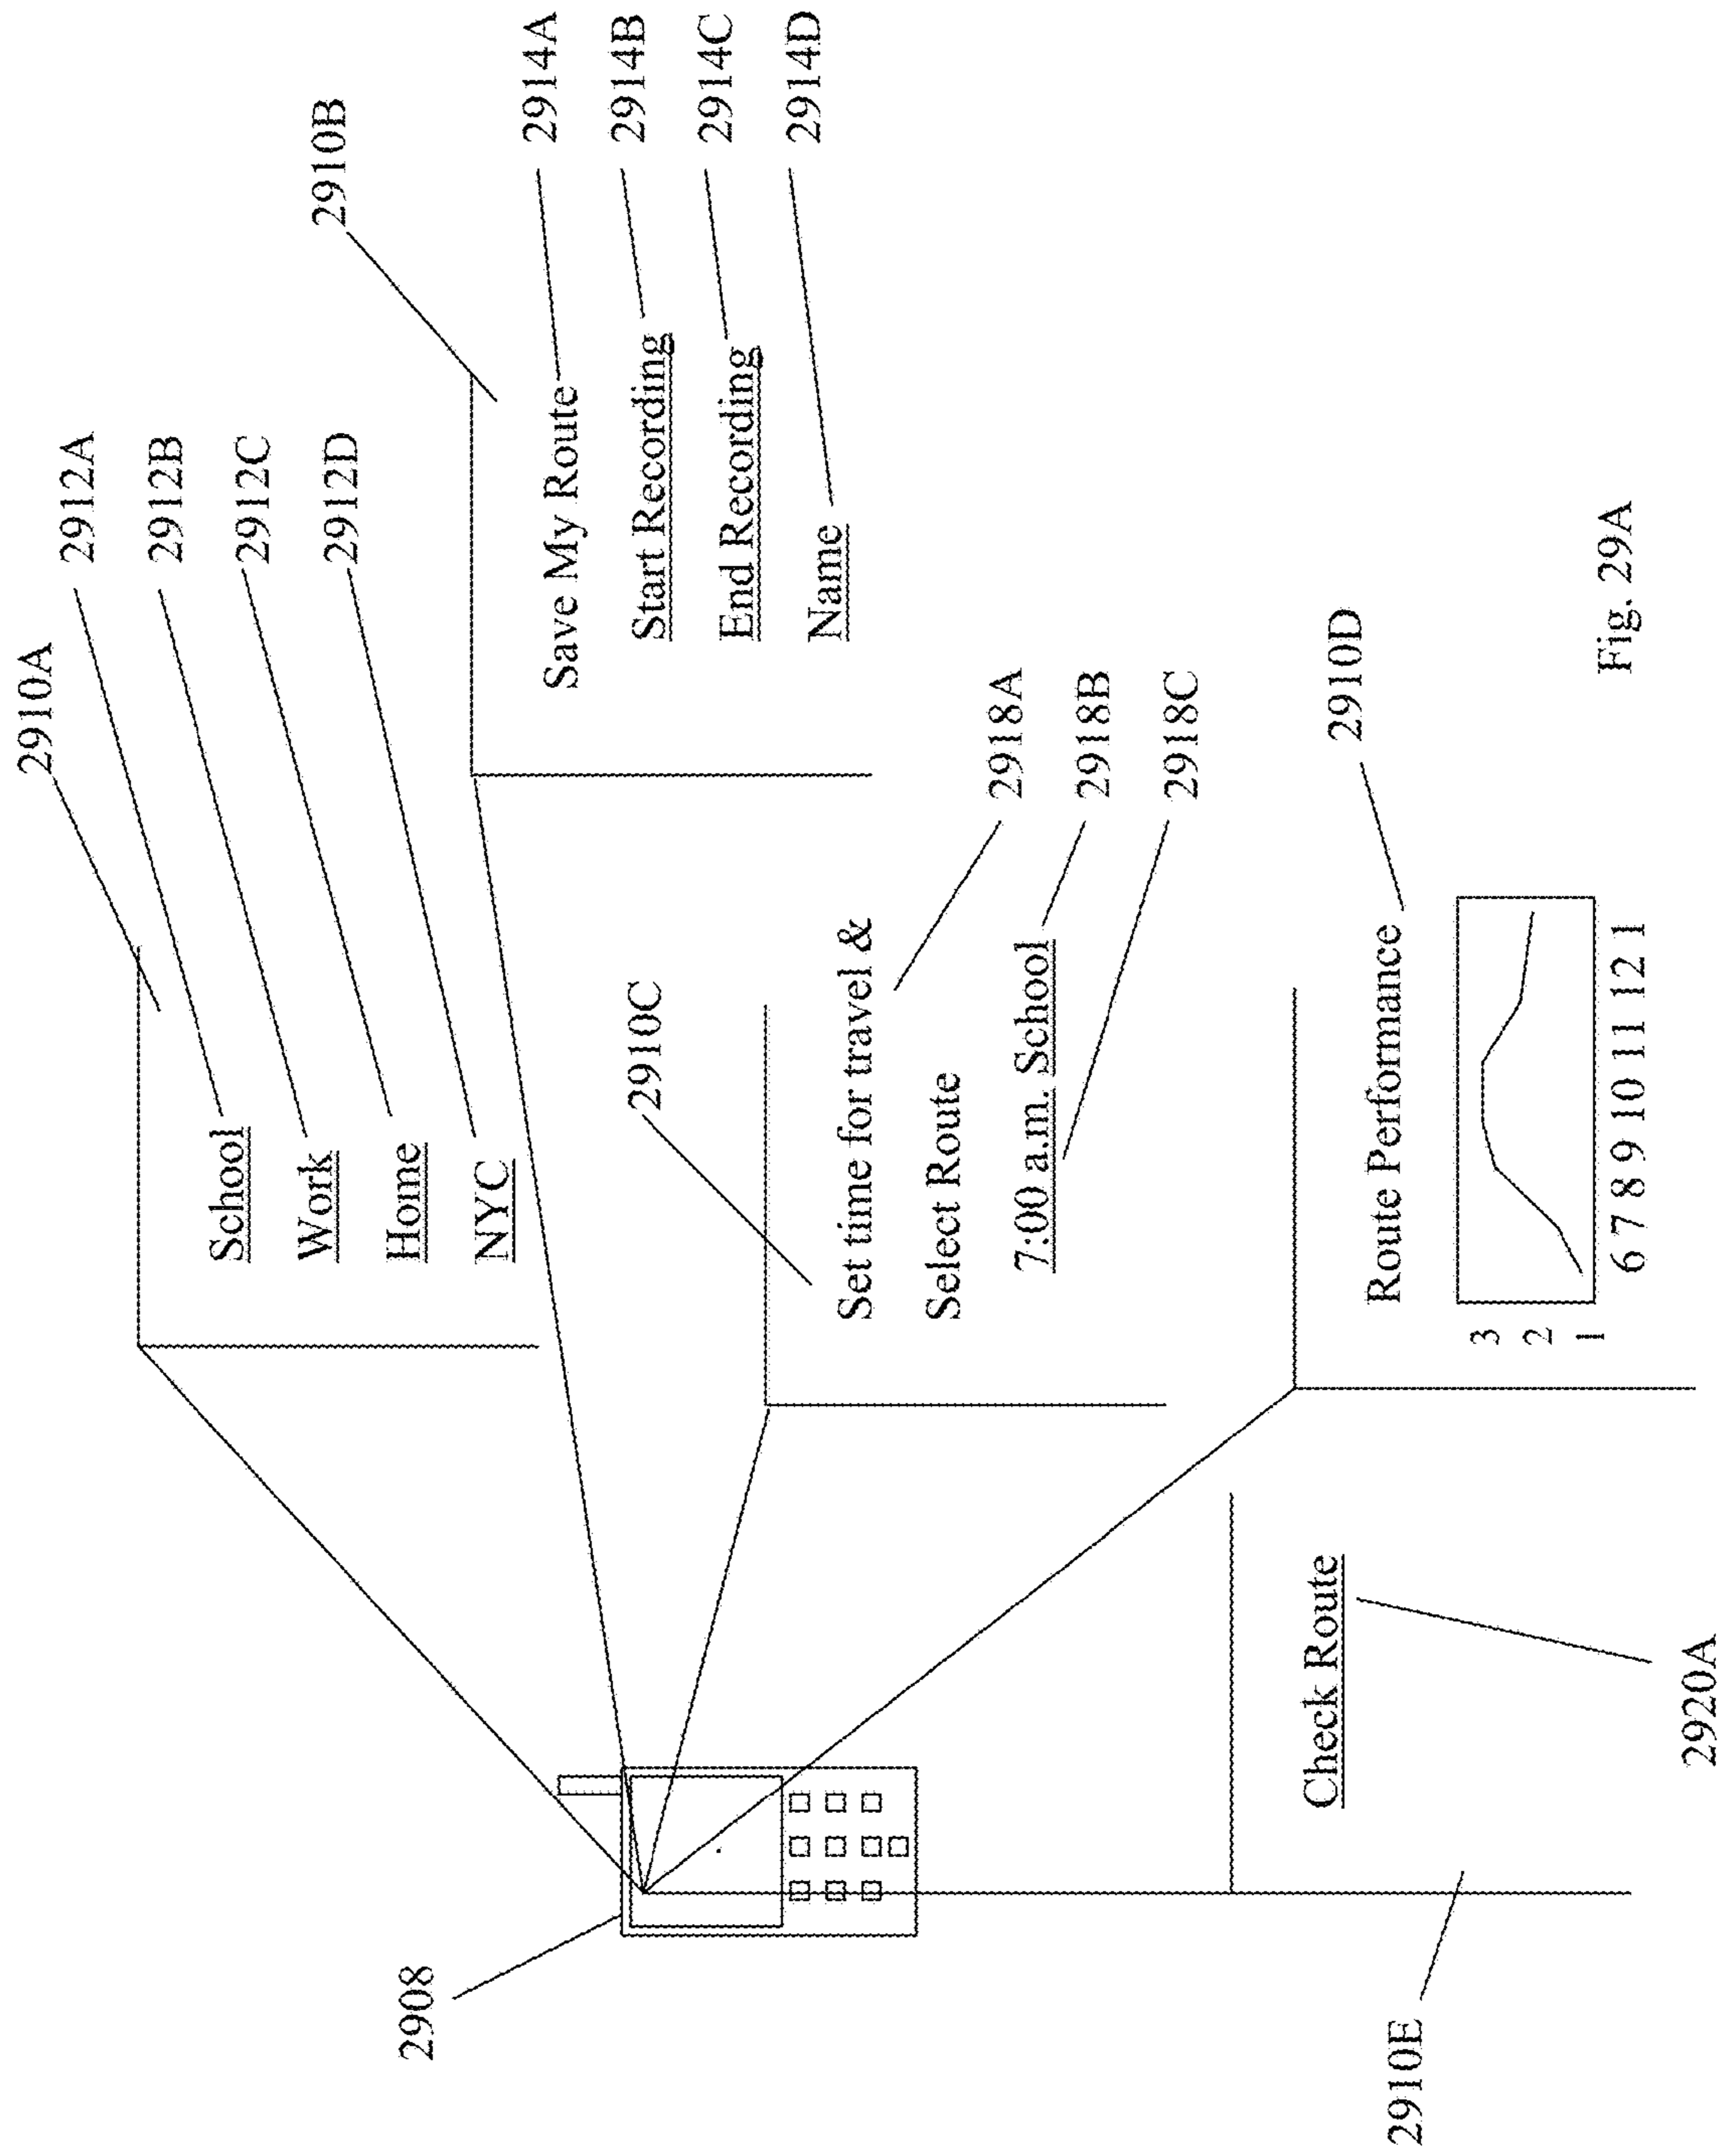 2910A
2912A
2912B
2912C
2912D
School
Work
Home
NYC
2910B
Save My Route
2914A
Start Recording
2914B
End Recording
2914C
Name
2914D
2908
2910C
Set time for travel &
Select Route
7:00 a.m. School
2918A
2918B
2918C
2910D
Route Performance
3
2
1
6 7 8 9 10 11 12 1
Check Route
2910E
2920A
Fig. 29A